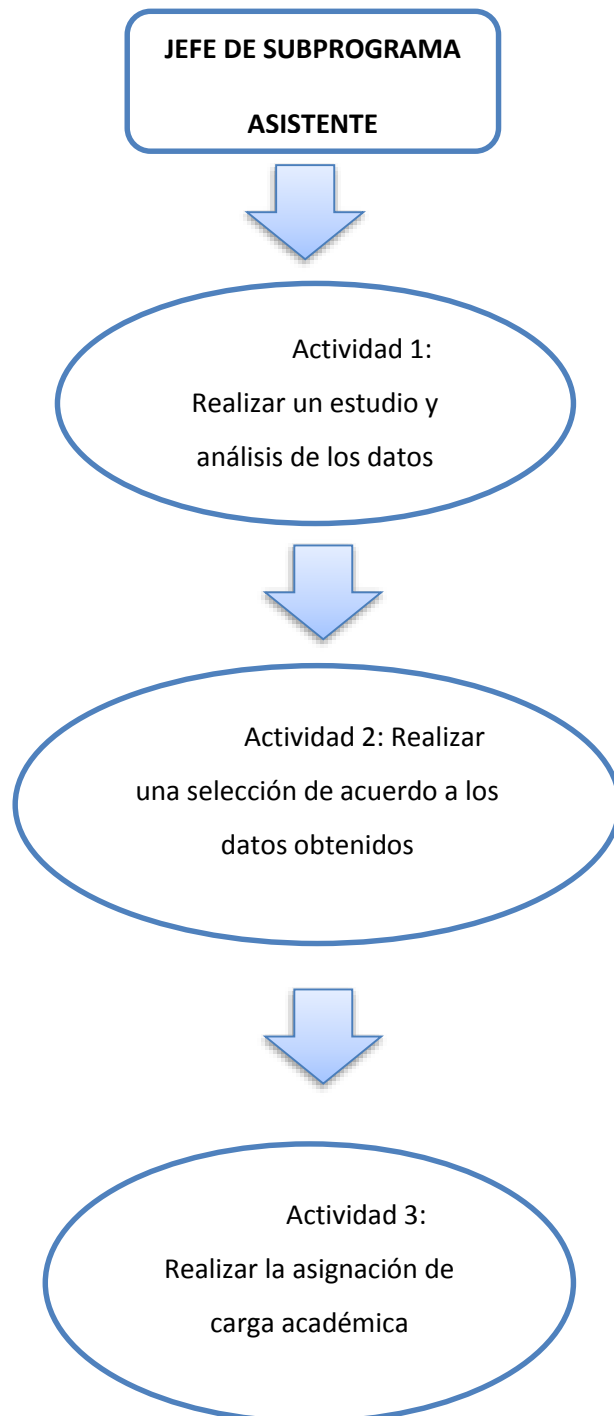 JEFE DE SUBPROGRAMA
ASISTENTE
Actividad 1:
Realizar un estudio y
análisis de los datos
Actividad 2: Realizar
una selección de acuerdo a los
datos obtenidos
Actividad 3:
Realizar la asignación de
carga académica